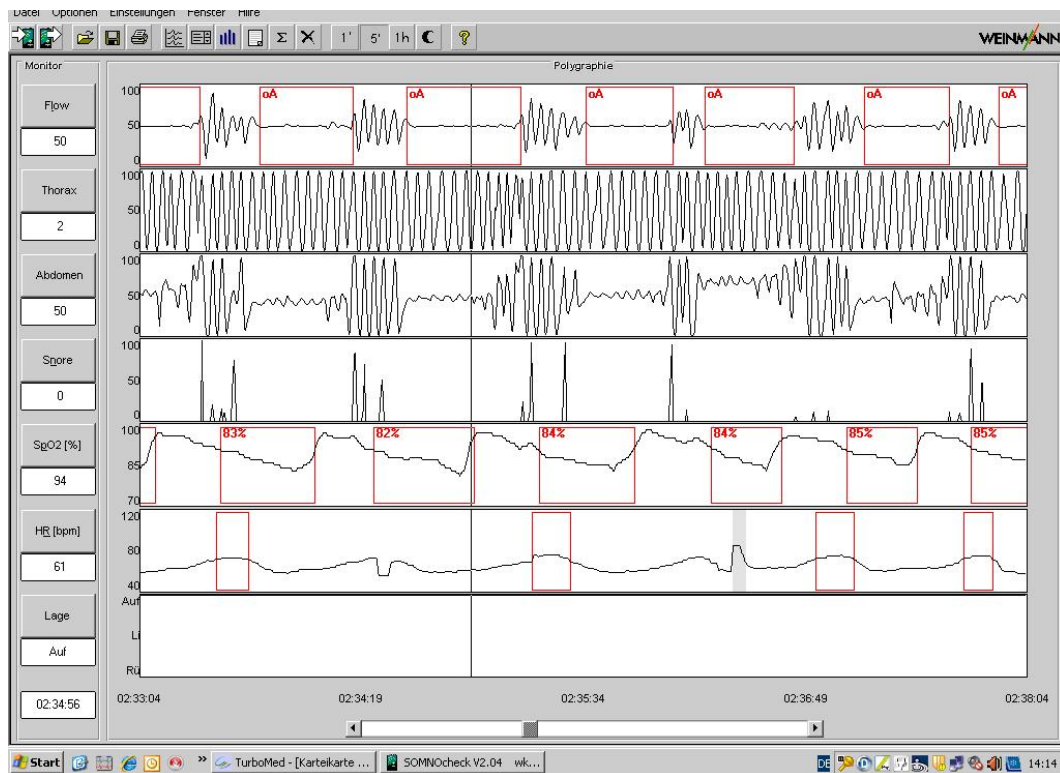 Datei Optionen Einstellungen Fenster Hilfe
1' 5' 1h Σ ?
WEINMANN
Monitor
Polygraphie
Flow
50
100
50
0
oA oA oA oA oA oA
Thorax
2
100
50
0
Abdomen
50
100
50
0
Snore
0
100
50
0
SpO2 [%]
94
100
85
70
83% 82% 84% 84% 85% 85%
HR [bpm]
61
120
80
40
Lage
Auf
Auf
Li
Rü
02:34:56
02:33:04 02:34:19 02:35:34 02:36:49 02:38:04
Start
»
TurboMed - [Karteikarte ...
SOMNOcheck V2.04 wk...
DE
14:14